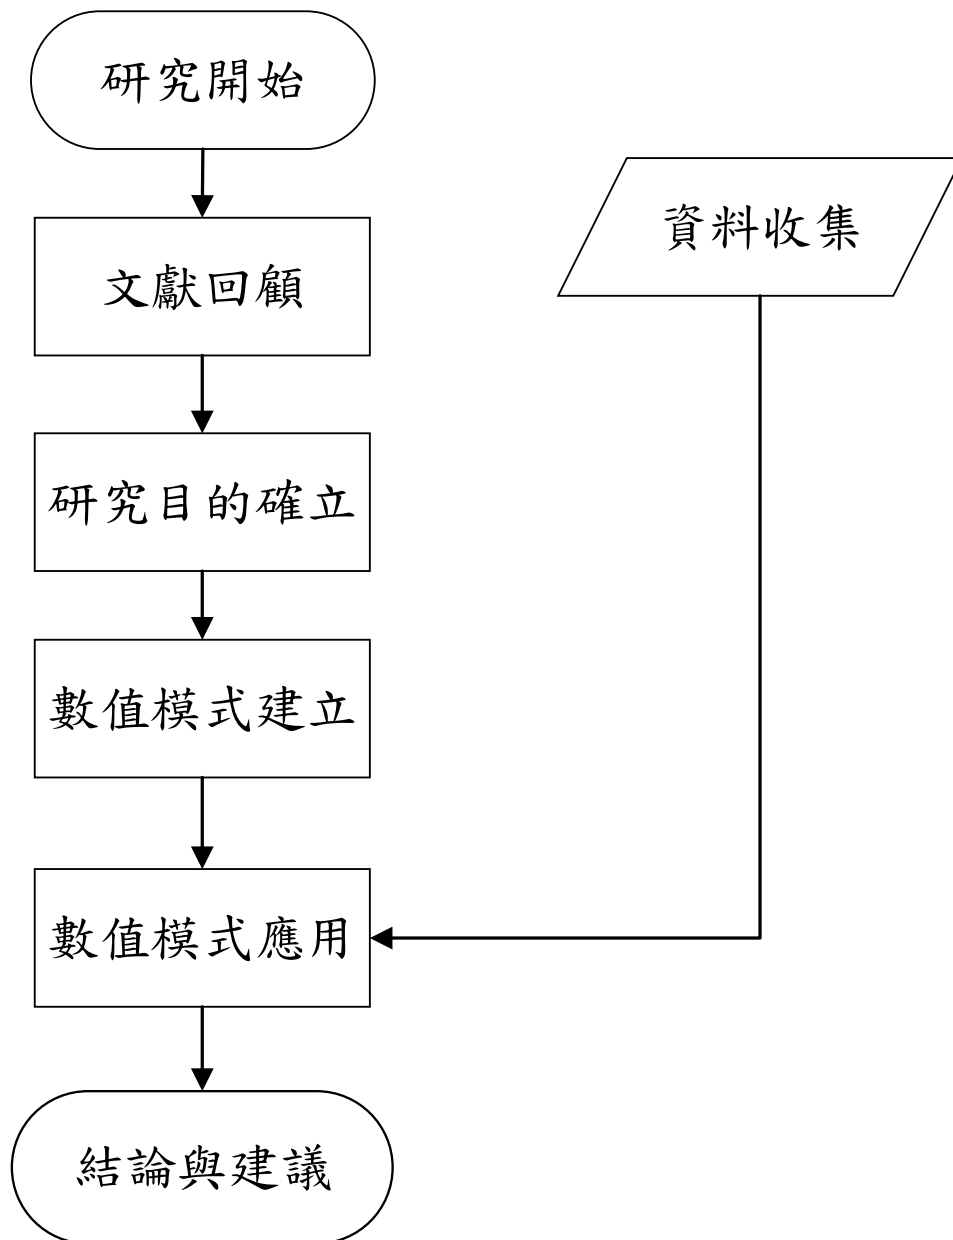 研究開始
資料收集
文獻回顧
研究目的確立
數值模式建立
數值模式應用
結論與建議